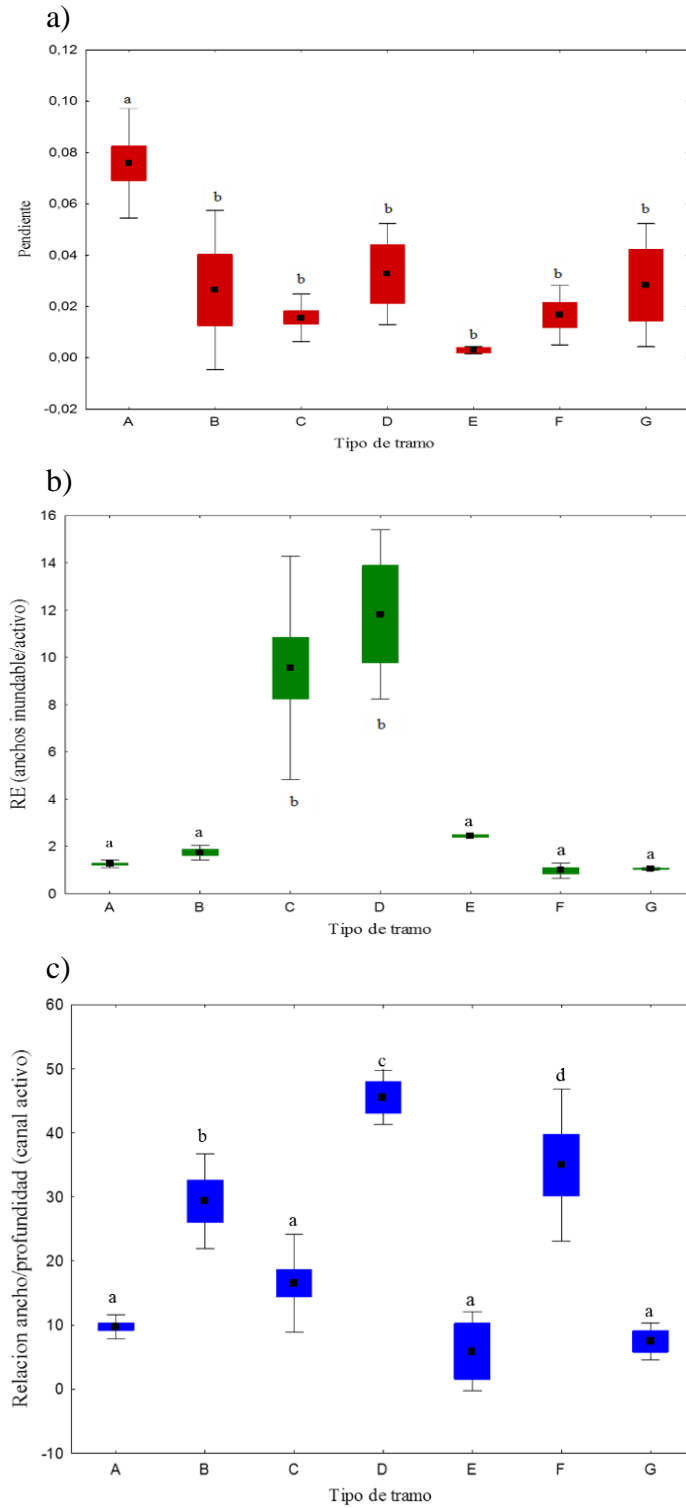 a)
0,12
0,10
0,08
0,06
0,04
0,02
0,00
-0,02
Pendiente
a
b
b
b
b
b
b
A B C D E F G
Tipo de tramo
b)
16
14
12
10
8
6
4
2
0
RE (anchos inundable/activo)
a
a
b
b
a
a
a
A B C D E F G
Tipo de tramo
c)
60
50
40
30
20
10
0
-10
Relacion ancho/profundidad (canal activo)
a
b
a
c
a
d
a
A B C D E F G
Tipo de tramo